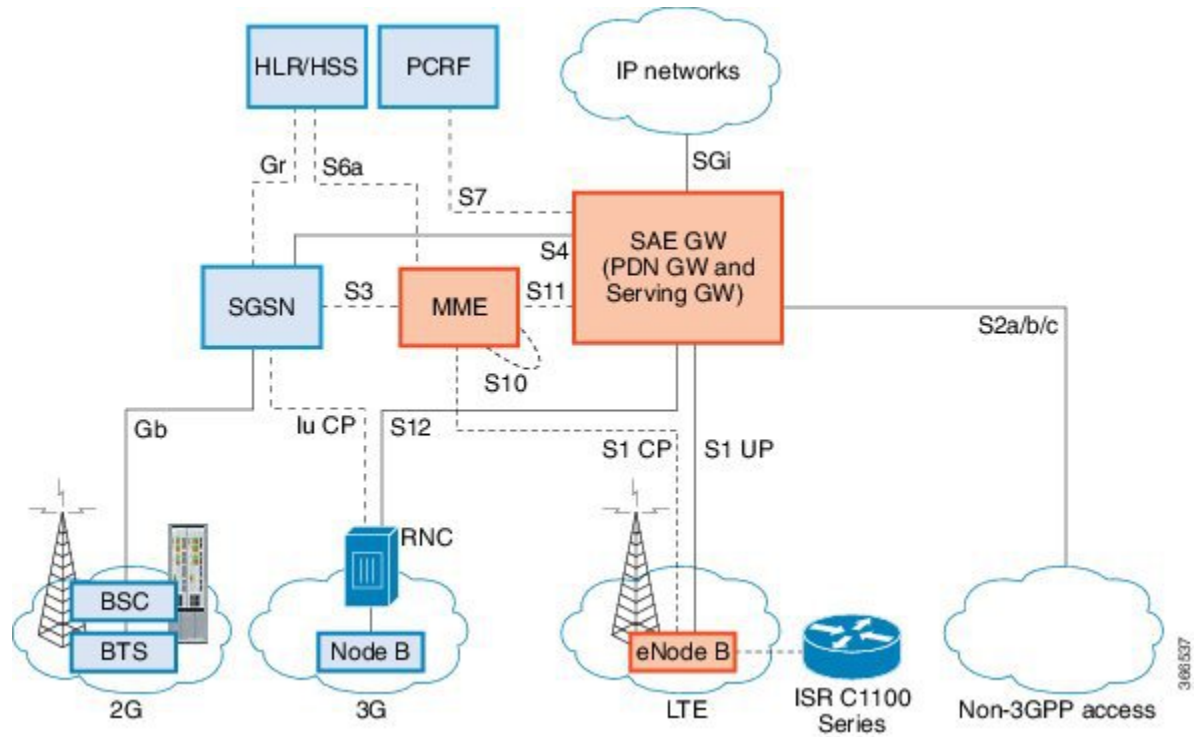 HLR/HSS
PCRF
IP networks
Gr
S6a
SGi
S7
S4
SAE GW
(PDN GW and
Serving GW)
SGSN
S3
MME
S11
S2a/b/c
S10
Gb
Iu CP
S12
S1 CP
S1 UP
RNC
BSC
BTS
Node B
eNode B
2G
3G
LTE
ISR C1100
Series
Non-3GPP access
366537